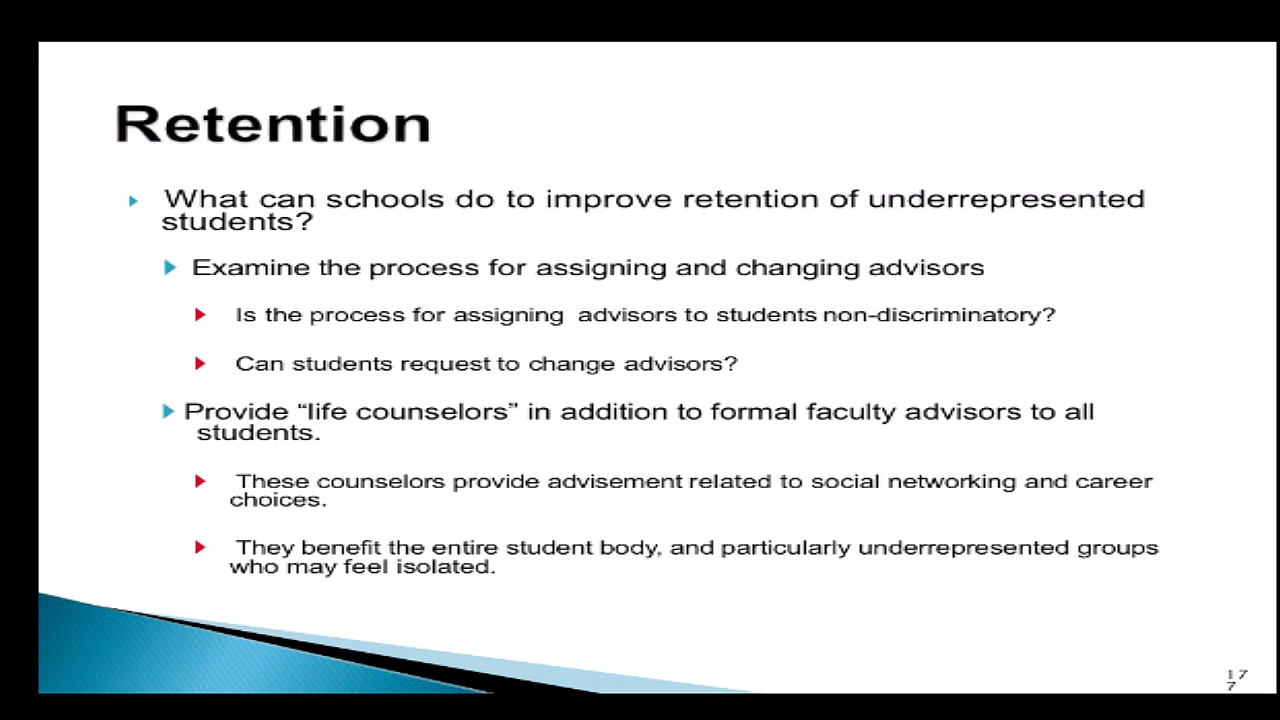 Retention
What can schools do to improve retention of underrepresented
students?
Examine the process for assigning and changing advisors
Is the process for assigning advisors to students non-discriminatory?
Can students request to change advisors?
Provide “life counselors” in addition to formal faculty advisors to all
students.
These counselors provide advisement related to social networking and career
choices.
They benefit the entire student body, and particularly underrepresented groups
who may feel isolated.
17
7